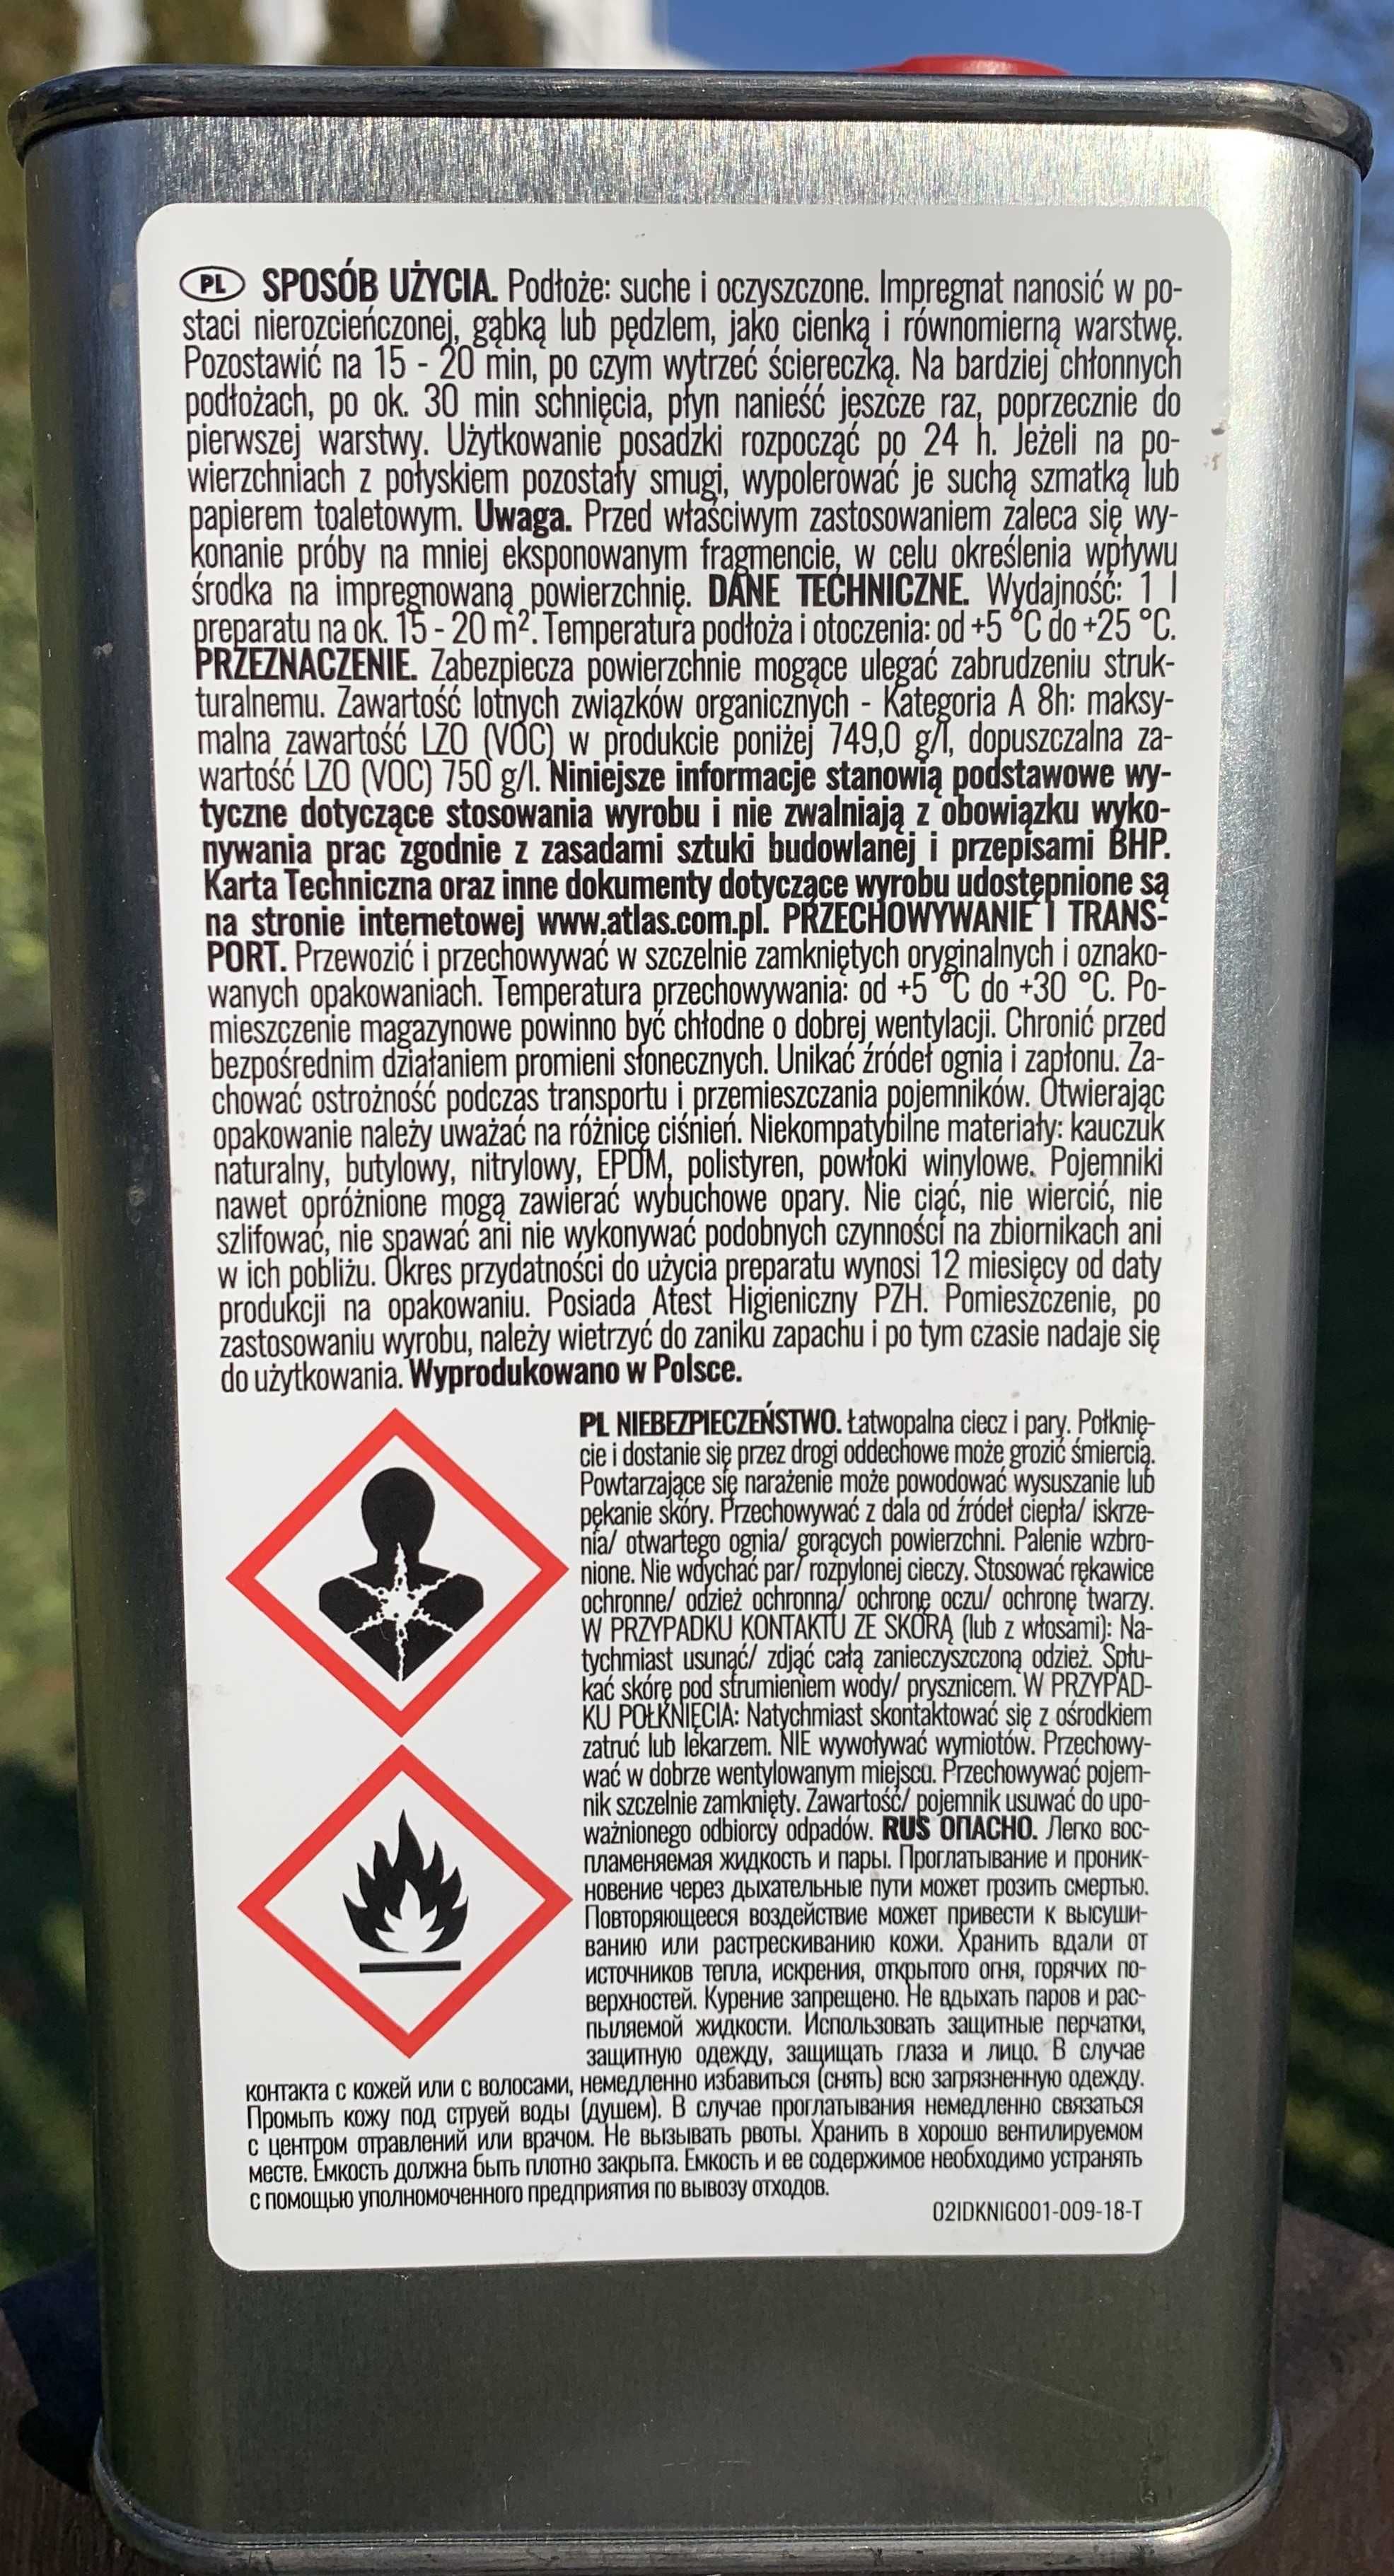 PL SPOSÓB UŻYCIA. Podłoże: suche i oczyszczone. Impregnat nanosić w po-
staci nierozcieńczonej, gąbką lub pędzlem, jako cienką i równomierną warstwę.
Pozostawić na 15 - 20 min, po czym wytrzeć ściereczką. Na bardziej chłonnych
podłożach, po ok. 30 min schnięcia, płyn nanieść jeszcze raz, poprzecznie do
pierwszej warstwy. Użytkowanie posadzki rozpocząć po 24 h. Jeżeli na po-
wierzchniach z połyskiem pozostały smugi, wypolerować je suchą szmatką lub
papierem toaletowym. Uwaga. Przed właściwym zastosowaniem zaleca się wy-
konanie próby na mniej eksponowanym fragmencie, w celu określenia wpływu
środka na impregnowaną powierzchnię. DANE TECHNICZNE. Wydajność: 1 l
preparatu na ok. 15 - 20 m². Temperatura podłoża i otoczenia: od +5 °C do +25 °C.
PRZEZNACZENIE. Zabezpiecza powierzchnie mogące ulegać zabrudzeniu struk-
turalnemu. Zawartość lotnych związków organicznych - Kategoria A 8h: maksy-
malna zawartość LZO (VOC) w produkcie poniżej 749,0 g/l, dopuszczalna za-
wartość LZO (VOC) 750 g/l. Niniejsze informacje stanowią podstawowe wy-
tyczne dotyczące stosowania wyrobu i nie zwalniają z obowiązku wyko-
nywania prac zgodnie z zasadami sztuki budowlanej i przepisami BHP.
Karta Techniczna oraz inne dokumenty dotyczące wyrobu udostępnione są
na stronie internetowej www.atlas.com.pl. PRZECHOWYWANIE I TRANS-
PORT. Przewozić i przechowywać w szczelnie zamkniętych oryginalnych i oznako-
wanych opakowaniach. Temperatura przechowywania: od +5 °C do +30 °C. Po-
mieszczenie magazynowe powinno być chłodne o dobrej wentylacji. Chronić przed
bezpośrednim działaniem promieni słonecznych. Unikać źródeł ognia i zapłonu. Za-
chować ostrożność podczas transportu i przemieszczania pojemników. Otwierając
opakowanie należy uważać na różnicę ciśnień. Niekompatybilne materiały: kauczuk
naturalny, butylowy, nitrylowy, EPDM, polistyren, powłoki winylowe. Pojemniki
nawet opróżnione mogą zawierać wybuchowe opary. Nie ciąć, nie wiercić, nie
szlifować, nie spawać ani nie wykonywać podobnych czynności na zbiornikach ani
w ich pobliżu. Okres przydatności do użycia preparatu wynosi 12 miesięcy od daty
produkcji na opakowaniu. Posiada Atest Higieniczny PZH. Pomieszczenie, po
zastosowaniu wyrobu, należy wietrzyć do zaniku zapachu i po tym czasie nadaje się
do użytkowania. Wyprodukowano w Polsce.
PL NIEBEZPIECZEŃSTWO. Łatwopalna ciecz i pary. Połknię-
cie i dostanie się przez drogi oddechowe może grozić śmiercią.
Powtarzające się narażenie może powodować wysuszanie lub
pękanie skóry. Przechowywać z dala od źródeł ciepła/ iskrze-
nia/ otwartego ognia/ gorących powierzchni. Palenie wzbro-
nione. Nie wdychać par/ rozpylonej cieczy. Stosować rękawice
ochronne/ odzież ochronną/ ochronę oczu/ ochronę twarzy.
W PRZYPADKU KONTAKTU ZE SKÓRĄ (lub z włosami): Na-
tychmiast usunąć/ zdjąć całą zanieczyszczoną odzież. Spłu-
kać skórę pod strumieniem wody/ prysznicem. W PRZYPAD-
KU POŁKNIĘCIA: Natychmiast skontaktować się z ośrodkiem
zatruć lub lekarzem. NIE wywoływać wymiotów. Przechowy-
wać w dobrze wentylowanym miejscu. Przechowywać pojem-
nik szczelnie zamknięty. Zawartość/ pojemnik usuwać do upo-
ważnionego odbiorcy odpadów. RUS ОПАСНО. Легко вос-
пламеняемая жидкость и пары. Проглатывание и проник-
новение через дыхательные пути может грозить смертью.
Повторяющееся воздействие может привести к высуши-
ванию или растрескиванию кожи. Хранить вдали от
источников тепла, искрения, открытого огня, горячих по-
верхностей. Курение запрещено. Не вдыхать паров и рас-
пыляемой жидкости. Использовать защитные перчатки,
защитную одежду, защищать глаза и лицо. В случае
контакта с кожей или с волосами, немедленно избавиться (снять) всю загрязненную одежду.
Промыть кожу под струей воды (душем). В случае проглатывания немедленно связаться
с центром отравлений или врачом. Не вызывать рвоты. Хранить в хорошо вентилируемом
месте. Емкость должна быть плотно закрыта. Емкость и ее содержимое необходимо устранять
с помощью уполномоченного предприятия по вывозу отходов.
02IDKNIG001-009-18-T